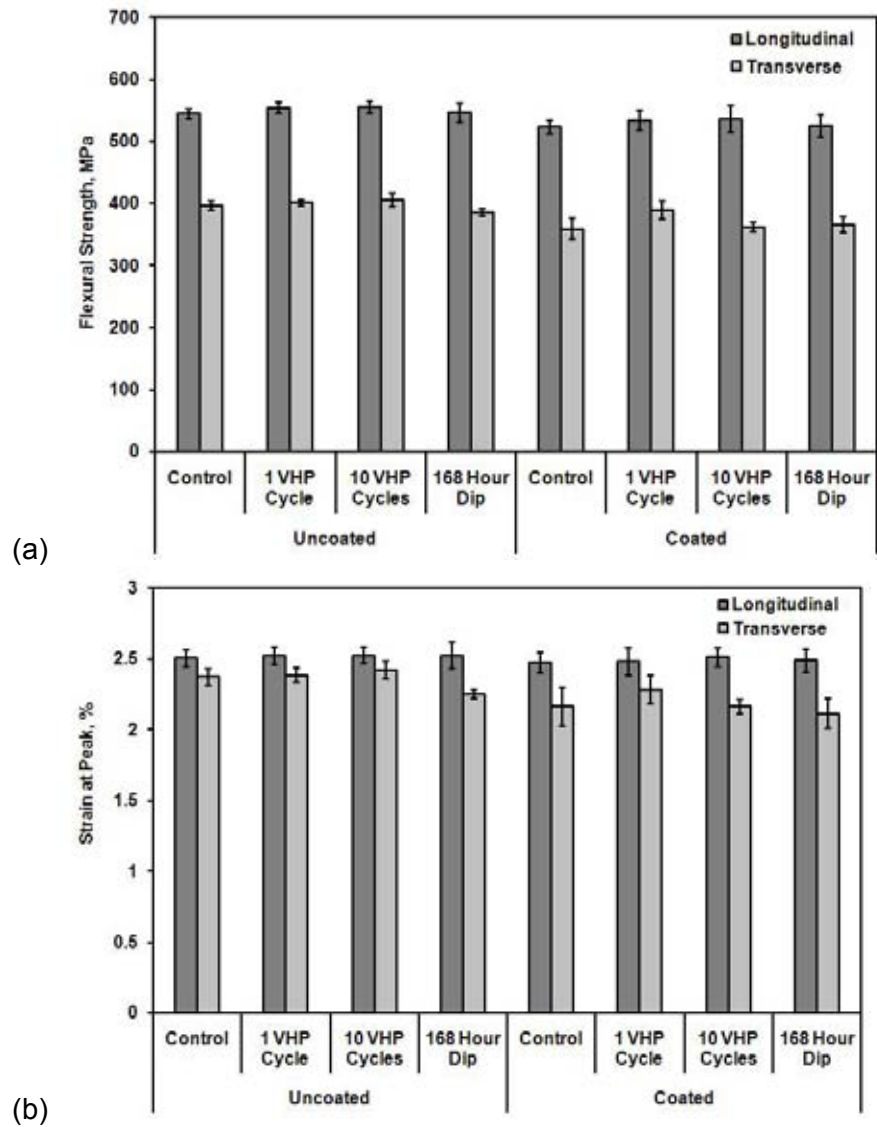 700
600
500
400
300
200
100
0
Flexural Strength, MPa
Longitudinal
Transverse
Control
1 VHP
Cycle
10 VHP
Cycles
168 Hour
Dip
Control
1 VHP
Cycle
10 VHP
Cycles
168 Hour
Dip
Uncoated
Coated
(a)
3
2.5
2
1.5
1
0.5
0
Strain at Peak, %
Longitudinal
Transverse
Control
1 VHP
Cycle
10 VHP
Cycles
168 Hour
Dip
Control
1 VHP
Cycle
10 VHP
Cycles
168 Hour
Dip
Uncoated
Coated
(b)